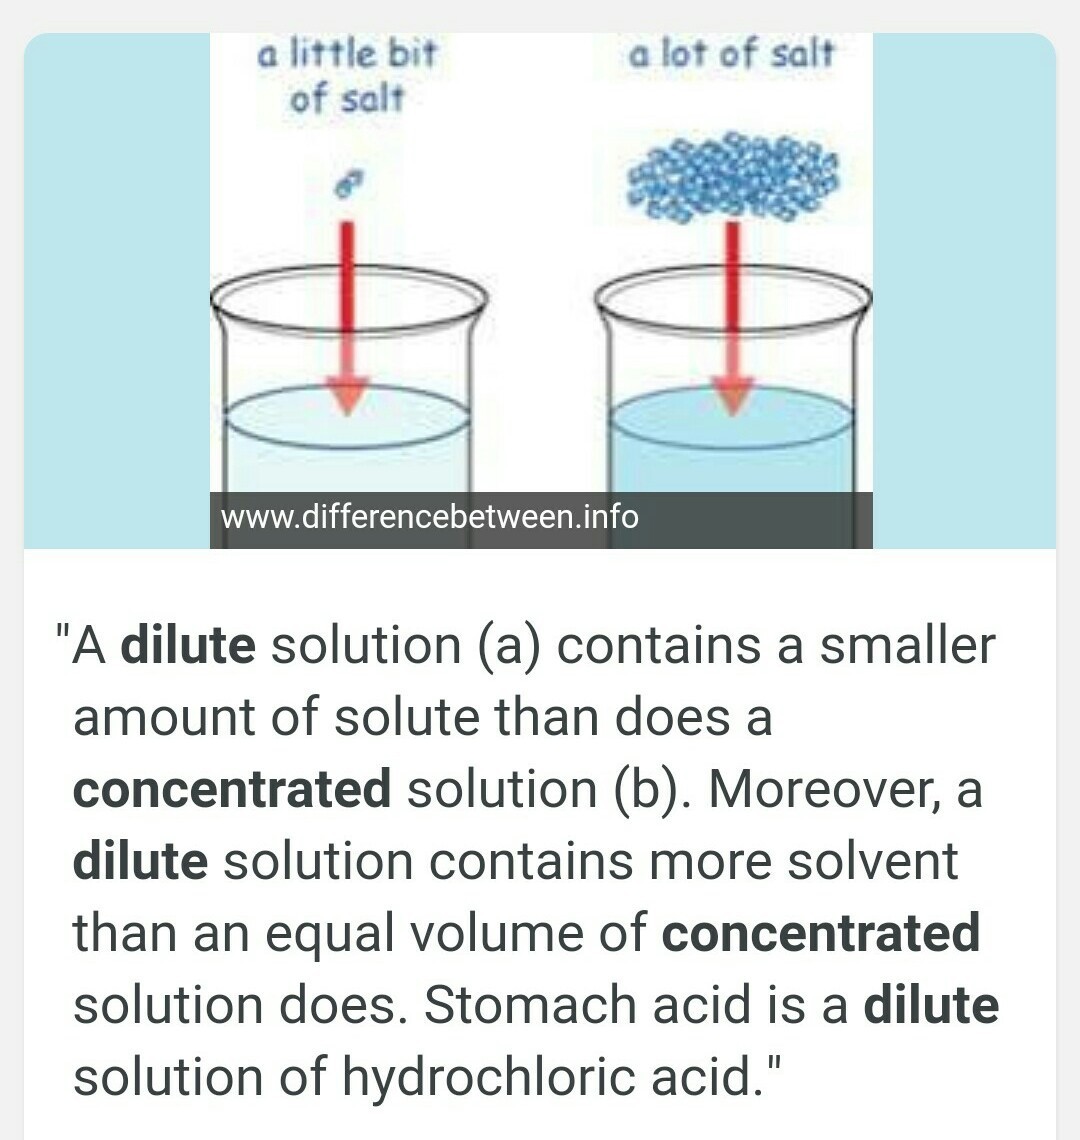 a little bit
of salt
a lot of salt
www.differencebetween.info
"A dilute solution (a) contains a smaller
amount of solute than does a
concentrated solution (b). Moreover, a
dilute solution contains more solvent
than an equal volume of concentrated
solution does. Stomach acid is a dilute
solution of hydrochloric acid."